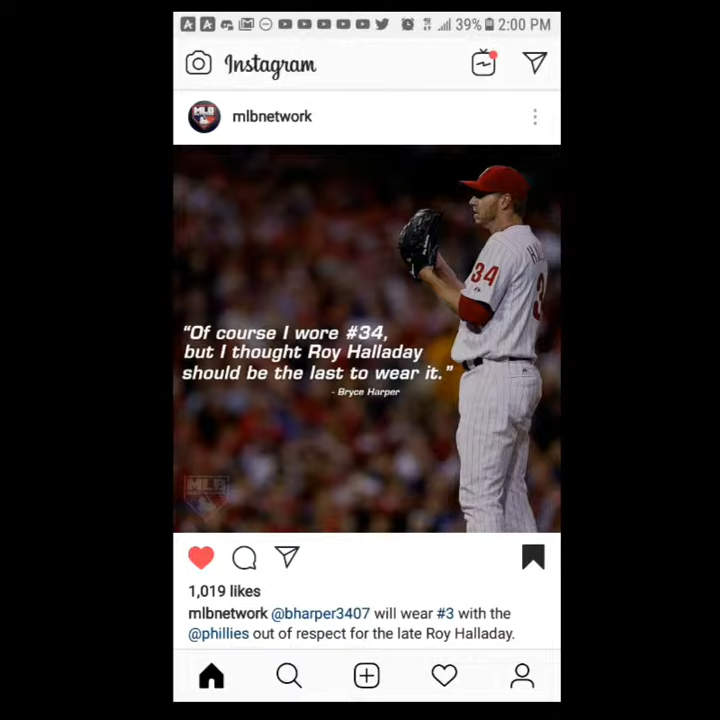 39% 2:00 PM
Instagram
mlbnetwork
34
"Of course I wore #34,
but I thought Roy Halladay
should be the last to wear it."
- Bryce Harper
MLB
1,019 likes
mlbnetwork @bharper3407 will wear #3 with the
@phillies out of respect for the late Roy Halladay.